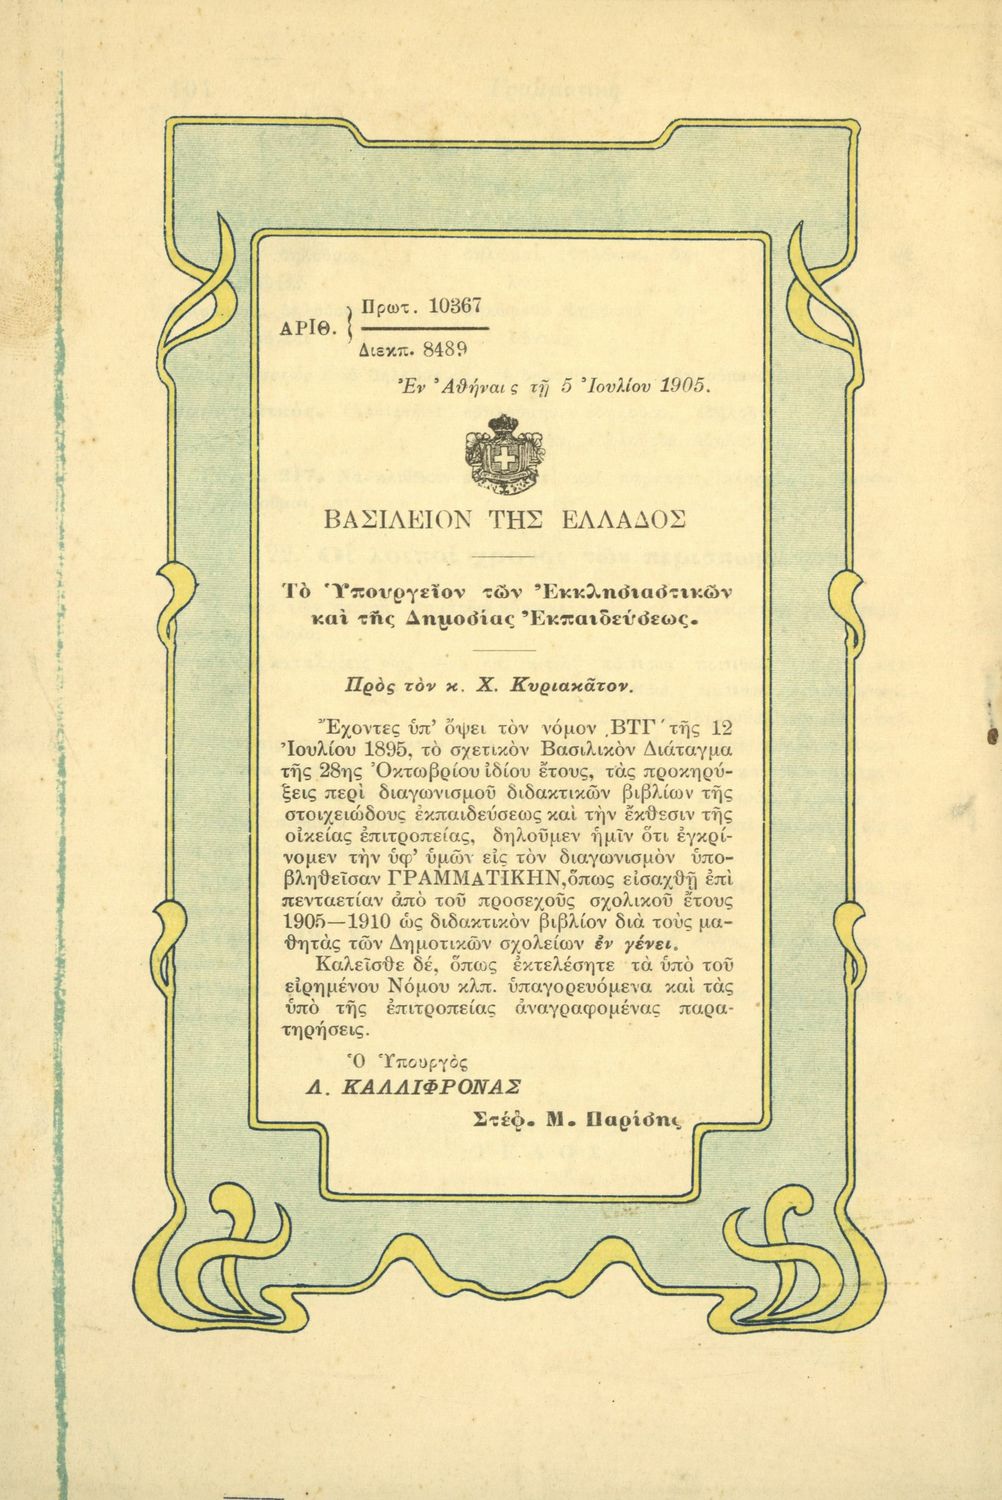 ΑΡΙΘ. { Πρωτ. 10367
Διεκπ. 8489
Ἐν Ἀθήναις τῇ 5 Ἰουλίου 1905.
ΒΑΣΙΛΕΙΟΝ ΤΗΣ ΕΛΛΑΔΟΣ
Τὸ Ὑπουργεῖον τῶν Ἐκκλησιαστικῶν
καὶ τῆς Δημοσίας Ἐκπαιδεύσεως.
Πρὸς τὸν κ. Χ. Κυριακᾶτον.
Ἔχοντες ὑπ' ὄψει τὸν νόμον ͵ΒΤΓ´ τῆς 12
Ἰουλίου 1895, τὸ σχετικὸν Βασιλικὸν Διάταγμα
τῆς 28ης Ὀκτωβρίου ἰδίου ἔτους, τὰς προκηρύ-
ξεις περὶ διαγωνισμοῦ διδακτικῶν βιβλίων τῆς
στοιχειώδους ἐκπαιδεύσεως καὶ τὴν ἔκθεσιν τῆς
οἰκείας ἐπιτροπείας, δηλοῦμεν ἡμῖν ὅτι ἐγκρί-
νομεν τὴν ὑφ' ὑμῶν εἰς τὸν διαγωνισμὸν ὑπο-
βληθεῖσαν ΓΡΑΜΜΑΤΙΚΗΝ, ὅπως εἰσαχθῇ ἐπὶ
πενταετίαν ἀπὸ τοῦ προσεχοῦς σχολικοῦ ἔτους
1905—1910 ὡς διδακτικὸν βιβλίον διὰ τοὺς μα-
θητὰς τῶν Δημοτικῶν σχολείων ἐν γένει.
Καλεῖσθε δέ, ὅπως ἐκτελέσητε τὰ ὑπὸ τοῦ
εἰρημένου Νόμου κλπ. ὑπαγορευόμενα καὶ τὰς
ὑπὸ τῆς ἐπιτροπείας ἀναγραφομένας παρα-
τηρήσεις.
Ὁ Ὑπουργὸς
Λ. ΚΑΛΛΙΦΡΟΝΑΣ
Στέφ. Μ. Παρίσης